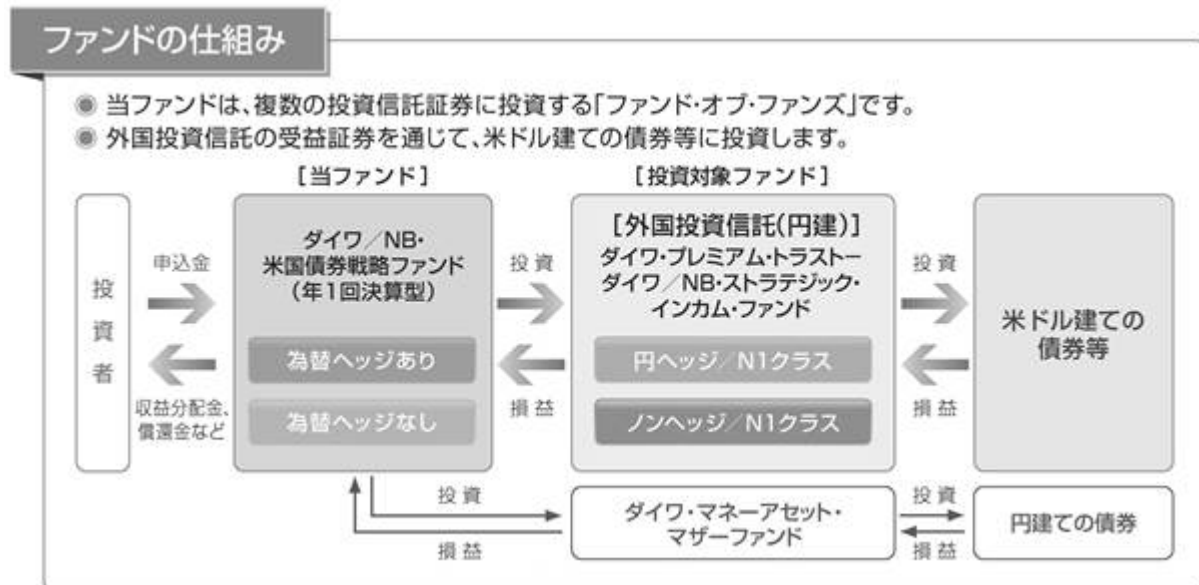 ファンドの仕組み
◉ 当ファンドは、複数の投資信託証券に投資する「ファンド・オブ・ファンズ」です。
◉ 外国投資信託の受益証券を通じて、米ドル建ての債券等に投資します。
[当ファンド]
[投資対象ファンド]
投資者
申込金
収益分配金、
償還金など
ダイワ／NB・
米国債券戦略ファンド
（年1回決算型）
為替ヘッジあり
為替ヘッジなし
投資
損益
[外国投資信託（円建）]
ダイワ・プレミアム・トラスト－
ダイワ／NB・ストラテジック・
インカム・ファンド
円ヘッジ／N1クラス
ノンヘッジ／N1クラス
投資
損益
米ドル建ての
債券等
投資
損益
ダイワ・マネーアセット・
マザーファンド
投資
損益
円建ての債券